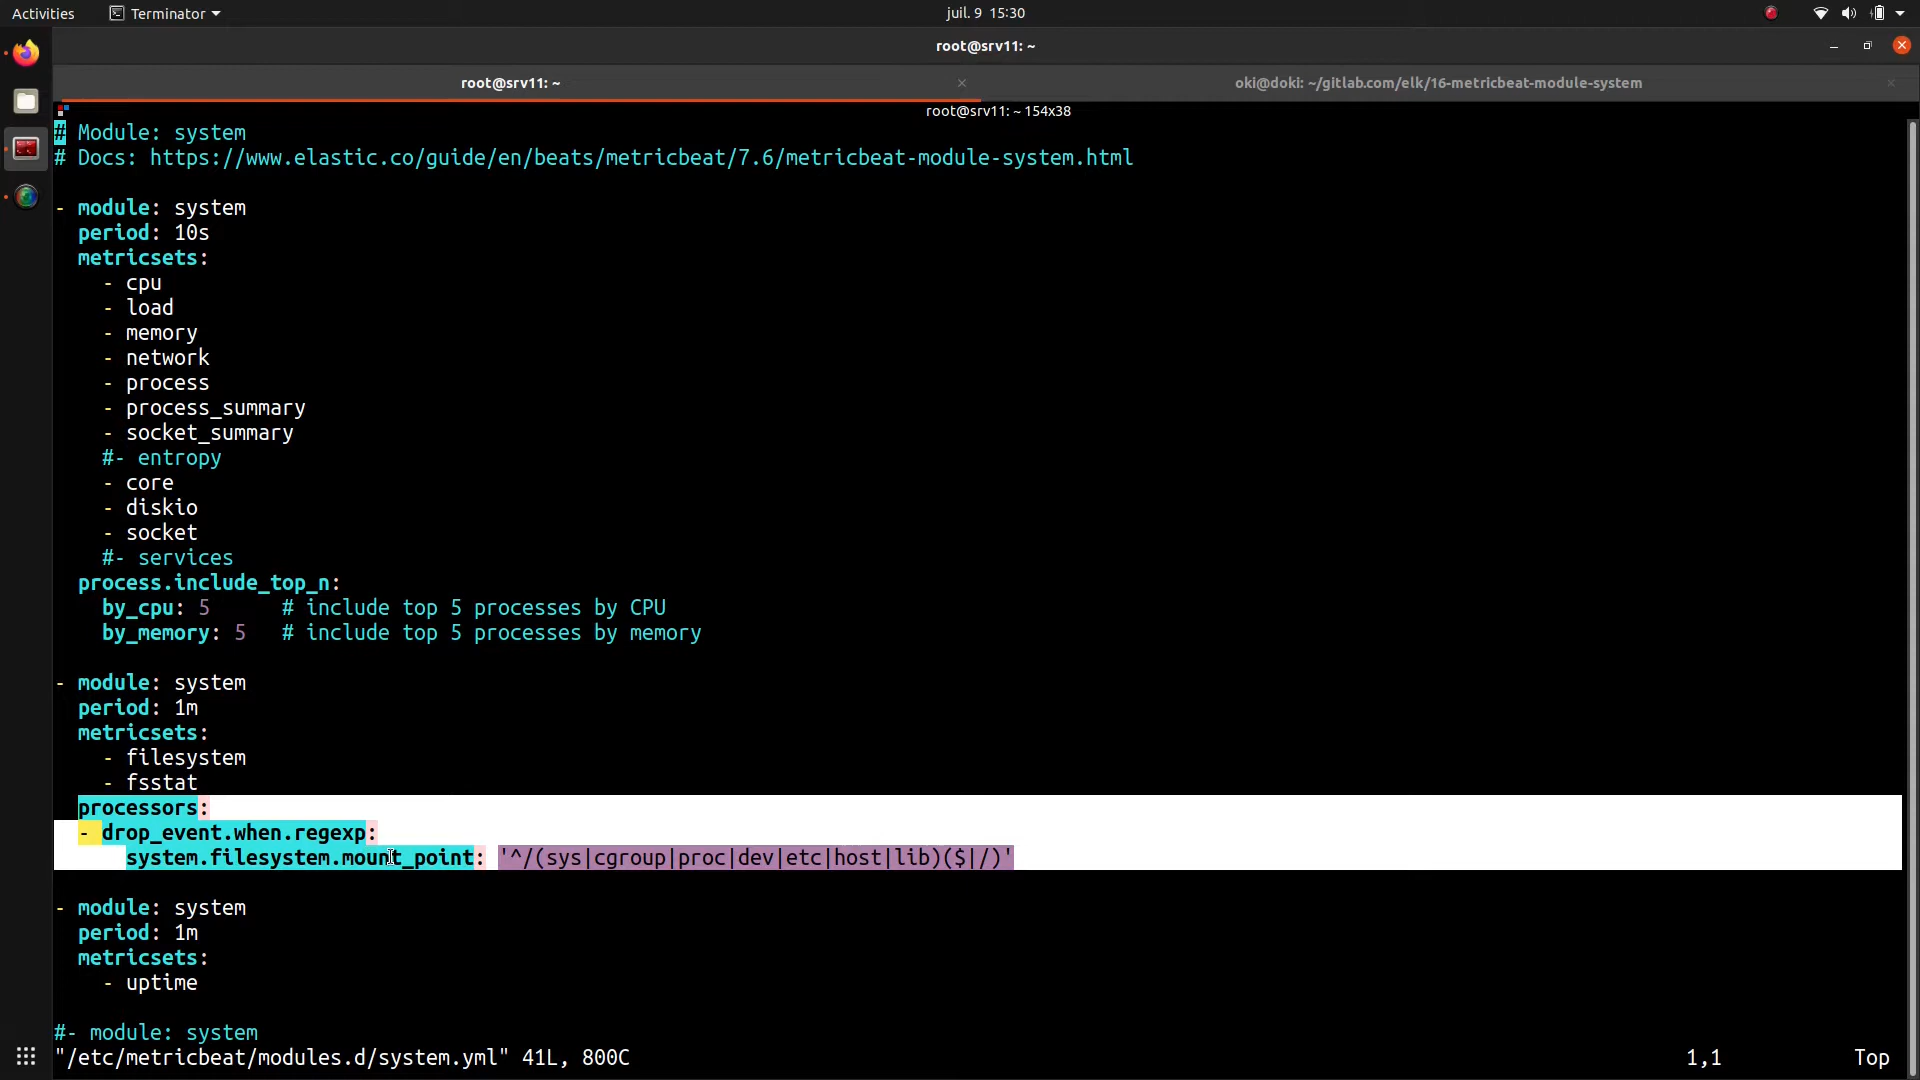 Activities Terminator juil. 9 15:30
root@srv11: ~
root@srv11: ~ × oki@doki: ~/gitlab.com/elk/16-metricbeat-module-system ×
root@srv11: ~ 154x38
# Module: system
# Docs: https://www.elastic.co/guide/en/beats/metricbeat/7.6/metricbeat-module-system.html
- module: system
  period: 10s
  metricsets:
    - cpu
    - load
    - memory
    - network
    - process
    - process_summary
    - socket_summary
    #- entropy
    - core
    - diskio
    - socket
    #- services
  process.include_top_n:
    by_cpu: 5      # include top 5 processes by CPU
    by_memory: 5   # include top 5 processes by memory
- module: system
  period: 1m
  metricsets:
    - filesystem
    - fsstat
  processors:
  - drop_event.when.regexp:
      system.filesystem.mount_point: '^/(sys|cgroup|proc|dev|etc|host|lib)($|/)'
- module: system
  period: 1m
  metricsets:
    - uptime
#- module: system
"/etc/metricbeat/modules.d/system.yml" 41L, 800C 1,1 Top